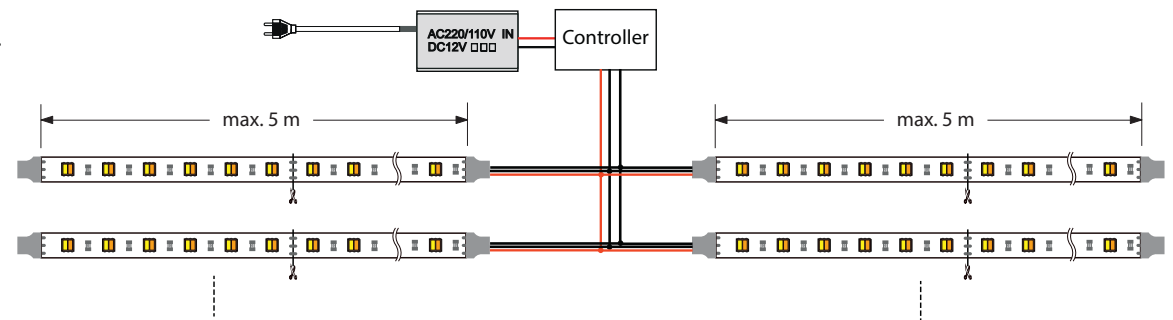 AC220/110V IN
DC12V □□□
Controller
max. 5 m
max. 5 m